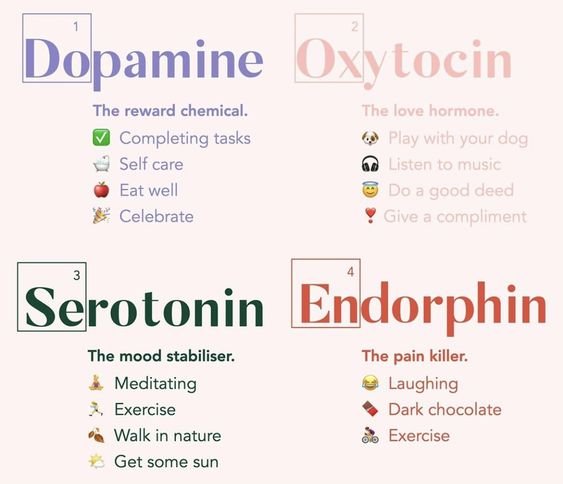 1
Dopamine
The reward chemical.
✅ Completing tasks
🛀 Self care
🍎 Eat well
🎉 Celebrate
2
Oxytocin
The love hormone.
🐶 Play with your dog
🎧 Listen to music
😇 Do a good deed
❣️ Give a compliment
3
Serotonin
The mood stabiliser.
🧘 Meditating
🏃 Exercise
🍂 Walk in nature
🌤️ Get some sun
4
Endorphin
The pain killer.
😂 Laughing
🍫 Dark chocolate
🚴 Exercise